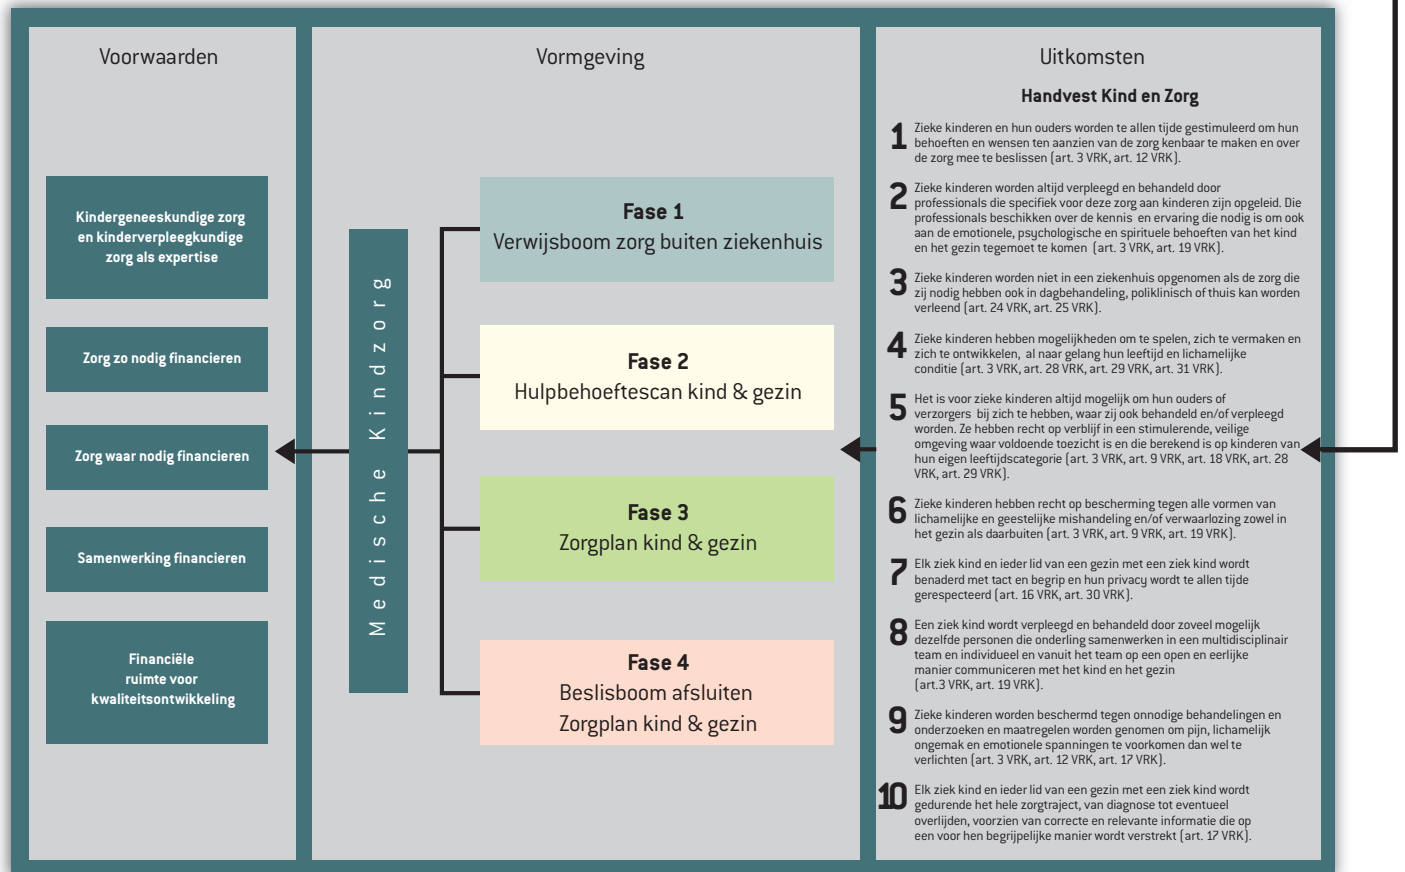 Voorwaarden
Kindergeneeskundige zorg
en kinderverpleegkundige
zorg als expertise
Zorg zo nodig financieren
Zorg waar nodig financieren
Samenwerking financieren
Financiële
ruimte voor
kwaliteitsontwikkeling
Vormgeving
Medische Kindzorg
Fase 1
Verwijsboom zorg buiten ziekenhuis
Fase 2
Hulpbehoeftescan kind & gezin
Fase 3
Zorgplan kind & gezin
Fase 4
Beslisboom afsluiten
Zorgplan kind & gezin
Uitkomsten
Handvest Kind en Zorg
1 Zieke kinderen en hun ouders worden te allen tijde gestimuleerd om hun
behoeften en wensen ten aanzien van de zorg kenbaar te maken en over
de zorg mee te beslissen (art. 3 VRK, art. 12 VRK).
2 Zieke kinderen worden altijd verpleegd en behandeld door
professionals die specifiek voor deze zorg aan kinderen zijn opgeleid. Die
professionals beschikken over de kennis en ervaring die nodig is om ook
aan de emotionele, psychologische en spirituele behoeften van het kind
en het gezin tegemoet te komen (art. 3 VRK, art. 19 VRK).
3 Zieke kinderen worden niet in een ziekenhuis opgenomen als de zorg die
zij nodig hebben ook in dagbehandeling, poliklinisch of thuis kan worden
verleend (art. 24 VRK, art. 25 VRK).
4 Zieke kinderen hebben mogelijkheden om te spelen, zich te vermaken en
zich te ontwikkelen, al naar gelang hun leeftijd en lichamelijke
conditie (art. 3 VRK, art. 28 VRK, art. 29 VRK, art. 31 VRK).
5 Het is voor zieke kinderen altijd mogelijk om hun ouders of
verzorgers bij zich te hebben, waar zij ook behandeld en/of verpleegd
worden. Ze hebben recht op verblijf in een stimulerende, veilige
omgeving waar voldoende toezicht is en die berekend is op kinderen van
hun eigen leeftijdscategorie (art. 3 VRK, art. 9 VRK, art. 18 VRK, art. 28
VRK, art. 29 VRK).
6 Zieke kinderen hebben recht op bescherming tegen alle vormen van
lichamelijke en geestelijke mishandeling en/of verwaarlozing zowel in
het gezin als daarbuiten (art. 3 VRK, art. 9 VRK, art. 19 VRK).
7 Elk ziek kind en ieder lid van een gezin met een ziek kind wordt
benaderd met tact en begrip en hun privacy wordt te allen tijde
gerespecteerd (art. 16 VRK, art. 30 VRK).
8 Een ziek kind wordt verpleegd en behandeld door zoveel mogelijk
dezelfde personen die onderling samenwerken in een multidisciplinair
team en individueel en vanuit het team op een open en eerlijke
manier communiceren met het kind en het gezin
(art.3 VRK, art. 19 VRK).
9 Zieke kinderen worden beschermd tegen onnodige behandelingen en
onderzoeken en maatregelen worden genomen om pijn, lichamelijk
ongemak en emotionele spanningen te voorkomen dan wel te
verlichten (art. 3 VRK, art. 12 VRK, art. 17 VRK).
10 Elk ziek kind en ieder lid van een gezin met een ziek kind wordt
gedurende het hele zorgtraject, van diagnose tot eventueel
overlijden, voorzien van correcte en relevante informatie die op
een voor hen begrijpelijke manier wordt verstrekt (art. 17 VRK).